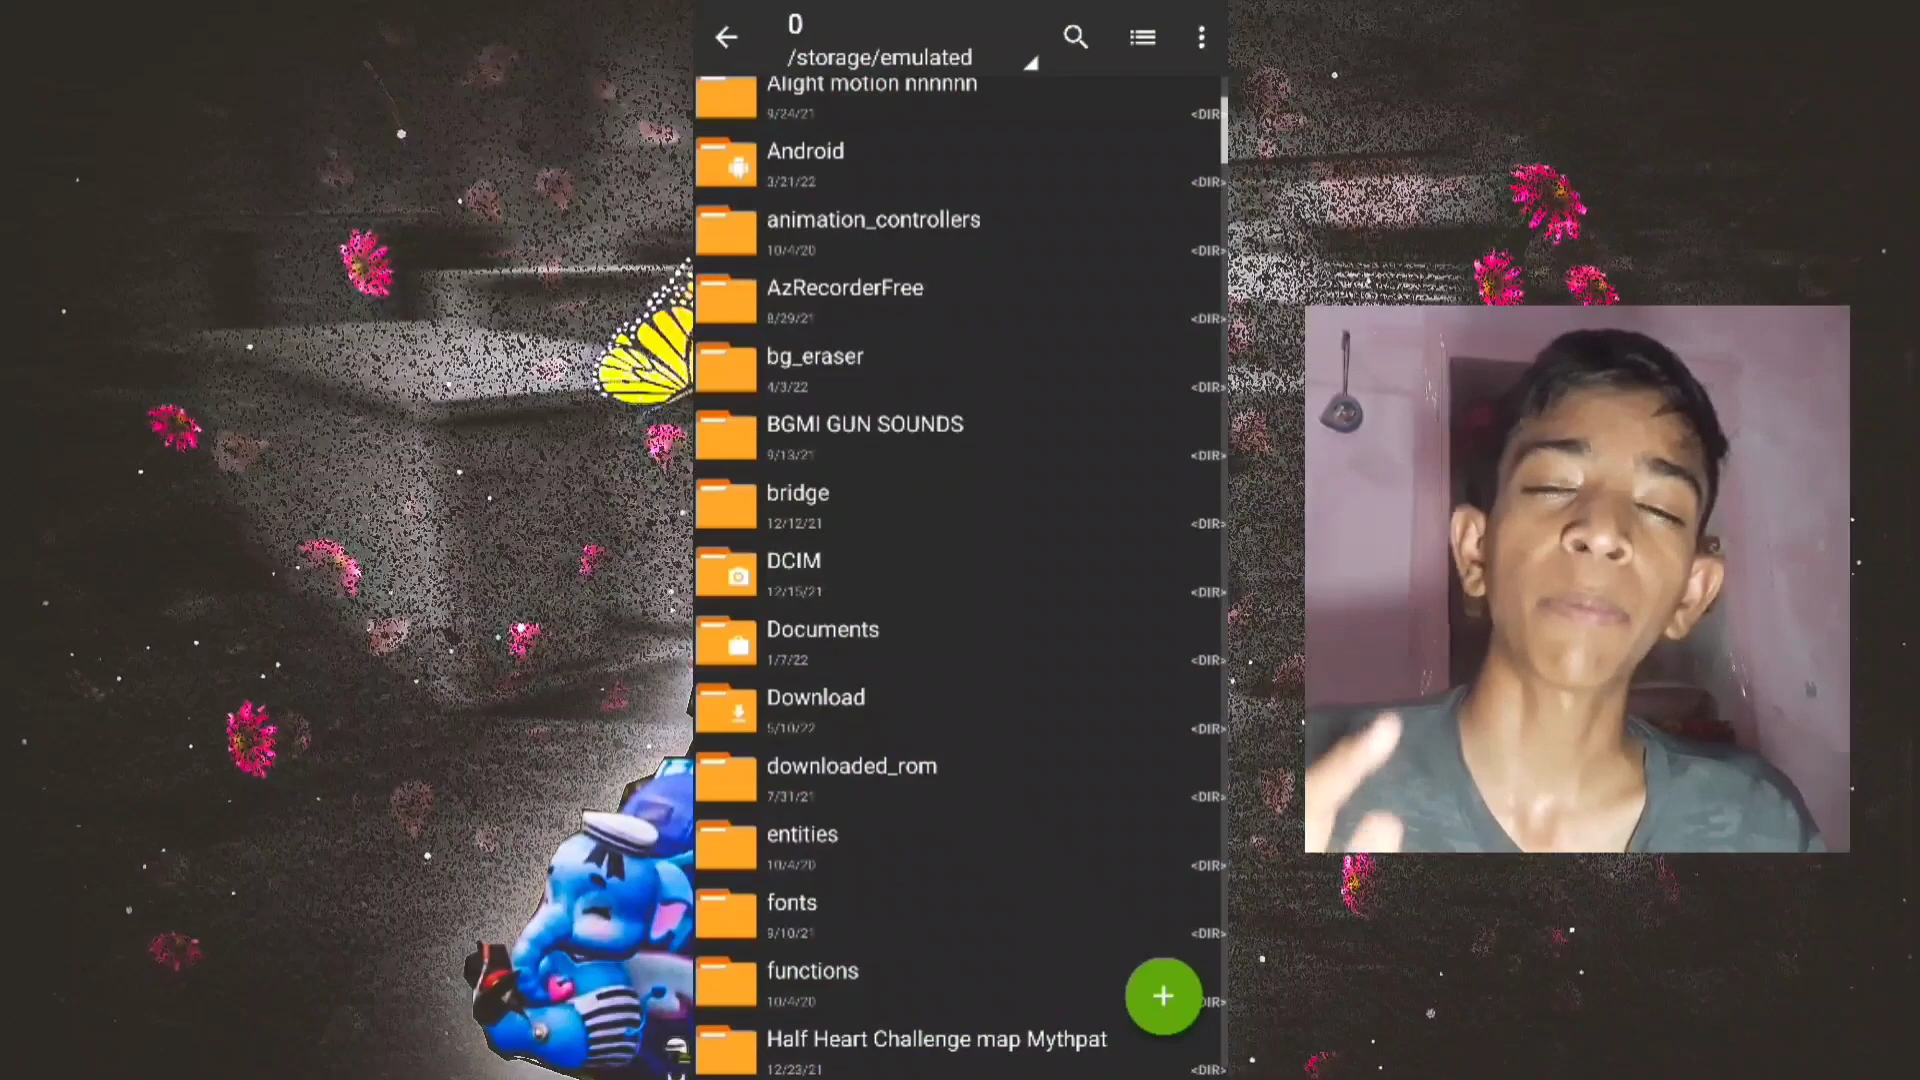 0
/storage/emulated
Alight motion nnnnnn
9/24/21
<DIR>
Android
3/21/22
<DIR>
animation_controllers
10/4/20
<DIR>
AzRecorderFree
8/29/21
<DIR>
bg_eraser
4/3/22
<DIR>
BGMI GUN SOUNDS
9/13/21
<DIR>
bridge
12/12/21
<DIR>
DCIM
12/15/21
<DIR>
Documents
1/7/22
<DIR>
Download
5/10/22
<DIR>
downloaded_rom
7/31/21
<DIR>
entities
10/4/20
<DIR>
fonts
9/10/21
<DIR>
functions
10/4/20
DIR>
Half Heart Challenge map Mythpat
12/23/21
<DIR>